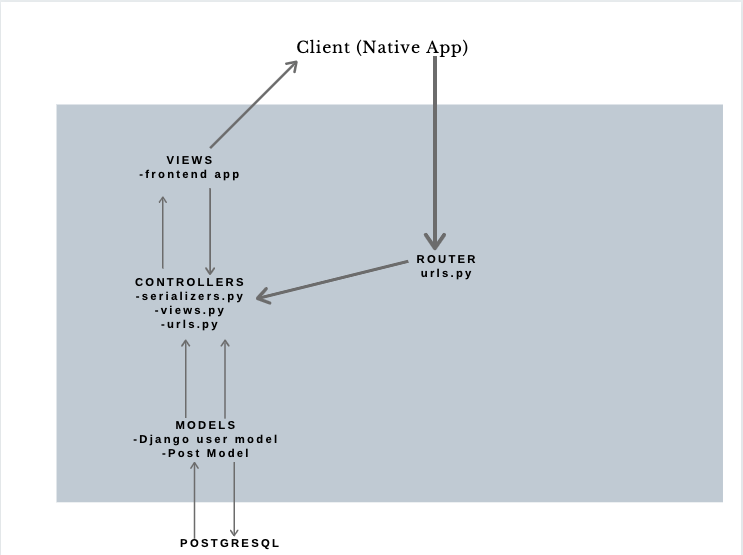 Client (Native App)
VIEWS
-frontend app
ROUTER
urls.py
CONTROLLERS
-serializers.py
-views.py
-urls.py
MODELS
-Django user model
-Post Model
POSTGRESQL